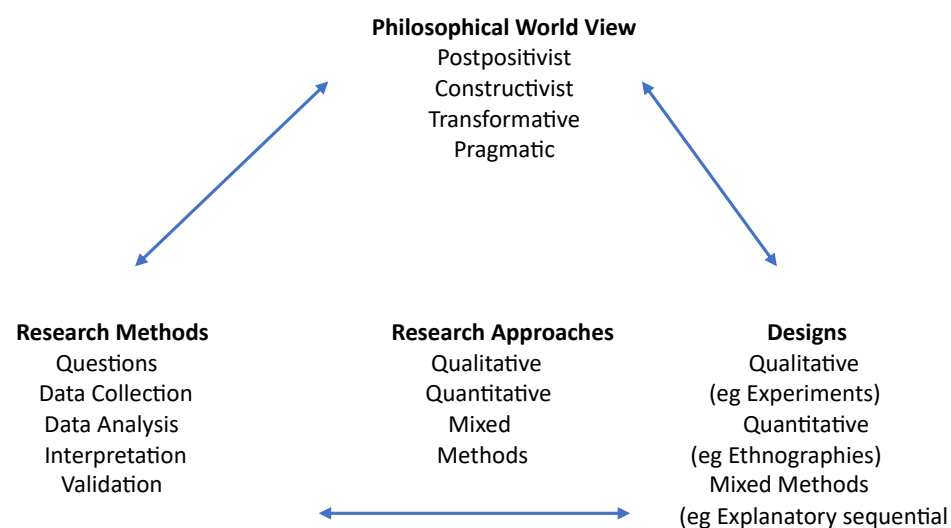 Philosophical World View
Postpositivist
Constructivist
Transformative
Pragmatic
Research Methods
Questions
Data Collection
Data Analysis
Interpretation
Validation
Research Approaches
Qualitative
Quantitative
Mixed
Methods
Designs
Qualitative
(eg Experiments)
Quantitative
(eg Ethnographies)
Mixed Methods
(eg Explanatory sequential